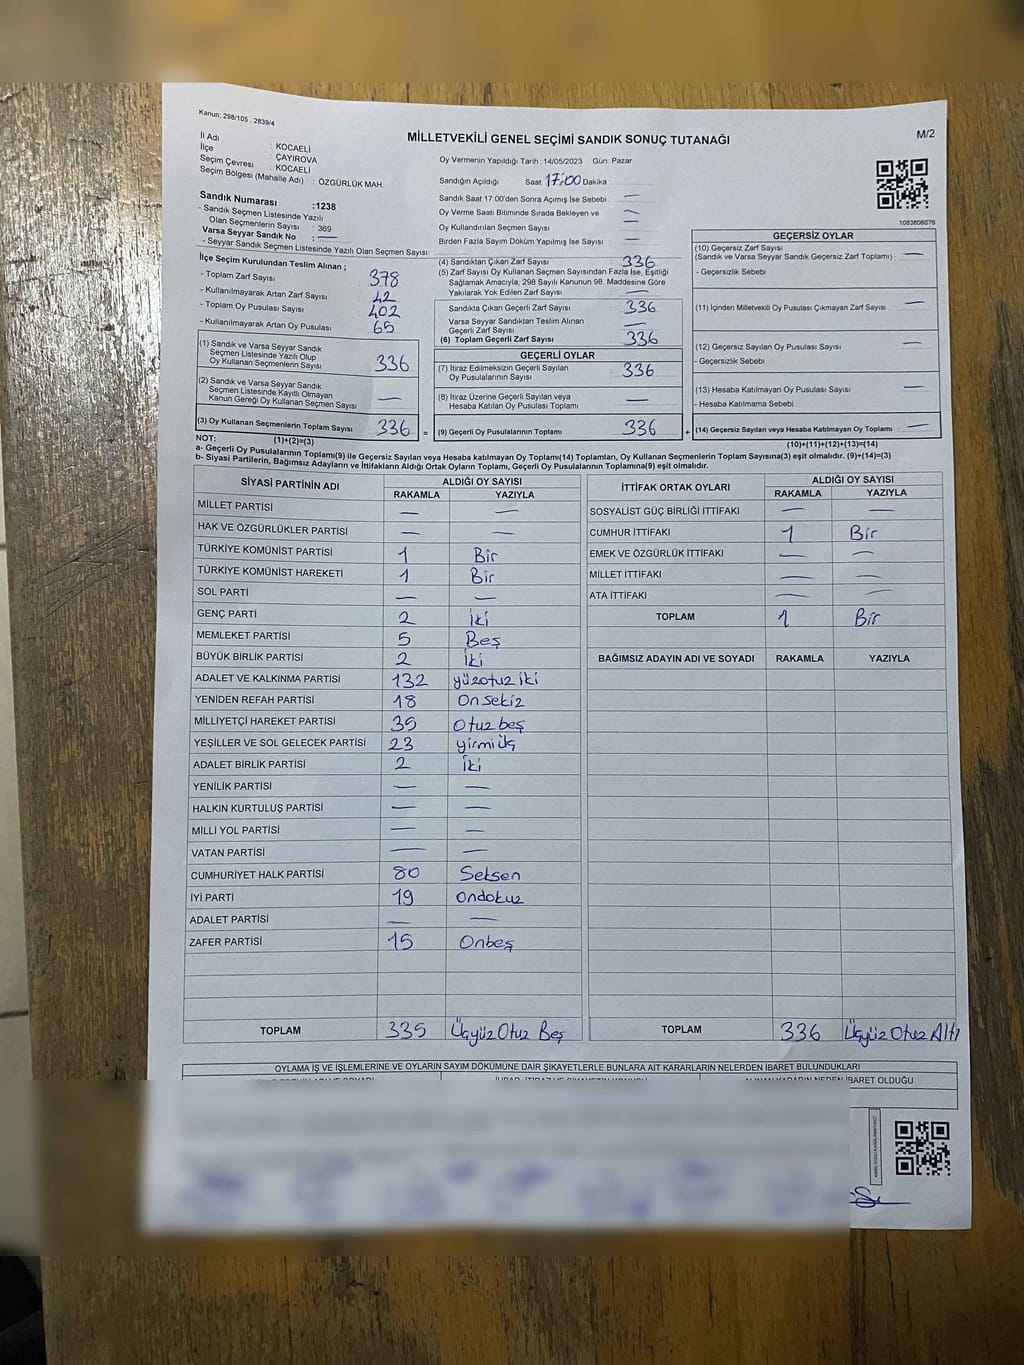 Kanun; 298/105 , 2839/4
MİLLETVEKİLİ GENEL SEÇİMİ SANDIK SONUÇ TUTANAĞI
M/2
İl Adı : KOCAELİ
İlçe : ÇAYIROVA
Seçim Çevresi : KOCAELİ
Seçim Bölgesi (Mahalle Adı) : ÖZGÜRLÜK MAH.
Sandık Numarası :1238
- Sandık Seçmen Listesinde Yazılı
Olan Seçmenlerin Sayısı : 369
Varsa Seyyar Sandık No : —
- Seyyar Sandık Seçmen Listesinde Yazılı Olan Seçmen Sayısı:
Oy Vermenin Yapıldığı Tarih :14/05/2023 Gün: Pazar
Sandığın Açıldığı Saat: 17:00 Dakika :
Sandık Saat 17.00'den Sonra Açılmış İse Sebebi : —
Oy Verme Saati Bitiminde Sırada Bekleyen ve : —
Oy Kullandırılan Seçmen Sayısı —
Birden Fazla Sayım Döküm Yapılmış İse Sayısı : —
1083808076
İlçe Seçim Kurulundan Teslim Alınan ;
- Toplam Zarf Sayısı : 378
- Kullanılmayarak Artan Zarf Sayısı : 42
- Toplam Oy Pusulası Sayısı : 402
- Kullanılmayarak Artan Oy Pusulası : 65
(1) Sandık ve Varsa Seyyar Sandık
Seçmen Listesinde Yazılı Olup
Oy Kullanan Seçmenlerin Sayısı : 336
(2) Sandık ve Varsa Seyyar Sandık
Seçmen Listesinde Kayıtlı Olmayan
Kanun Gereği Oy Kullanan Seçmen Sayısı : —
(3) Oy Kullanan Seçmenlerin Toplam Sayısı : 336 =
(4) Sandıktan Çıkan Zarf Sayısı : 336
(5) Zarf Sayısı Oy Kullanan Seçmen Sayısından Fazla İse, Eşitliği
Sağlamak Amacıyla, 298 Sayılı Kanunun 98. Maddesine Göre
Yakılarak Yok Edilen Zarf Sayısı : —
Sandıkta Çıkan Geçerli Zarf Sayısı : 336
Varsa Seyyar Sandıktan Teslim Alınan
Geçerli Zarf Sayısı : —
(6) Toplam Geçerli Zarf Sayısı : 336
GEÇERLİ OYLAR
(7) İtiraz Edilmeksizin Geçerli Sayılan
Oy Pusulalarının Sayısı : 336
(8) İtiraz Üzerine Geçerli Sayılan veya
Hesaba Katılan Oy Pusulası Toplamı : —
(9) Geçerli Oy Pusulalarının Toplamı : 336 +
GEÇERSİZ OYLAR
(10) Geçersiz Zarf Sayısı
(Sandık ve Varsa Seyyar Sandık Geçersiz Zarf Toplamı) : —
- Geçersizlik Sebebi :
(11) İçinden Milletvekili Oy Pusulası Çıkmayan Zarf Sayısı : —
(12) Geçersiz Sayılan Oy Pusulası Sayısı : —
- Geçersizlik Sebebi :
(13) Hesaba Katılmayan Oy Pusulası Sayısı : —
- Hesaba Katılmama Sebebi :
(14) Geçersiz Sayılan veya Hesaba Katılmayan Oy Toplamı : —
NOT: (1)+(2)=(3)
(10)+(11)+(12)+(13)=(14)
a- Geçerli Oy Pusulalarının Toplamı(9) ile Geçersiz Sayılan veya Hesaba Katılmayan Oy Toplamı(14) Toplamları, Oy Kullanan Seçmenlerin Toplam Sayısına(3) eşit olmalıdır. (9)+(14)=(3)
b- Siyasi Partilerin, Bağımsız Adayların ve İttifakların Aldığı Ortak Oyların Toplamı, Geçerli Oy Pusulalarının Toplamına(9) eşit olmalıdır.
SİYASİ PARTİNİN ADI ALDIĞI OY SAYISI
RAKAMLA YAZIYLA
MİLLET PARTİSİ — —
HAK VE ÖZGÜRLÜKLER PARTİSİ — —
TÜRKİYE KOMÜNİST PARTİSİ 1 Bir
TÜRKİYE KOMÜNİST HAREKETİ 1 Bir
SOL PARTİ — —
GENÇ PARTİ 2 İki
MEMLEKET PARTİSİ 5 Beş
BÜYÜK BİRLİK PARTİSİ 2 İki
ADALET VE KALKINMA PARTİSİ 132 yüzotuziki
YENİDEN REFAH PARTİSİ 18 Onsekiz
MİLLİYETÇİ HAREKET PARTİSİ 35 Otuz beş
YEŞİLLER VE SOL GELECEK PARTİSİ 23 yirmi üç
ADALET BİRLİK PARTİSİ 2 İki
YENİLİK PARTİSİ — —
HALKIN KURTULUŞ PARTİSİ — —
MİLLİ YOL PARTİSİ — —
VATAN PARTİSİ — —
CUMHURİYET HALK PARTİSİ 80 Seksen
İYİ PARTİ 19 Ondokuz
ADALET PARTİSİ — —
ZAFER PARTİSİ 15 Onbeş
TOPLAM 335 Üçyüz Otuz Beş
İTTİFAK ORTAK OYLARI ALDIĞI OY SAYISI
RAKAMLA YAZIYLA
SOSYALİST GÜÇ BİRLİĞİ İTTİFAKI — —
CUMHUR İTTİFAKI 1 Bir
EMEK VE ÖZGÜRLÜK İTTİFAKI — —
MİLLET İTTİFAKI — —
ATA İTTİFAKI — —
TOPLAM 1 Bir
BAĞIMSIZ ADAYIN ADI VE SOYADI RAKAMLA YAZIYLA
TOPLAM 336 Üçyüz Otuz Altı
OYLAMA İŞ VE İŞLEMLERİNE VE OYLARIN SAYIM DÖKÜMÜNE DAİR ŞİKAYETLERLE BUNLARA AİT KARARLARIN NELERDEN İBARET BULUNDUKLARI
İBARET OLDUĞU